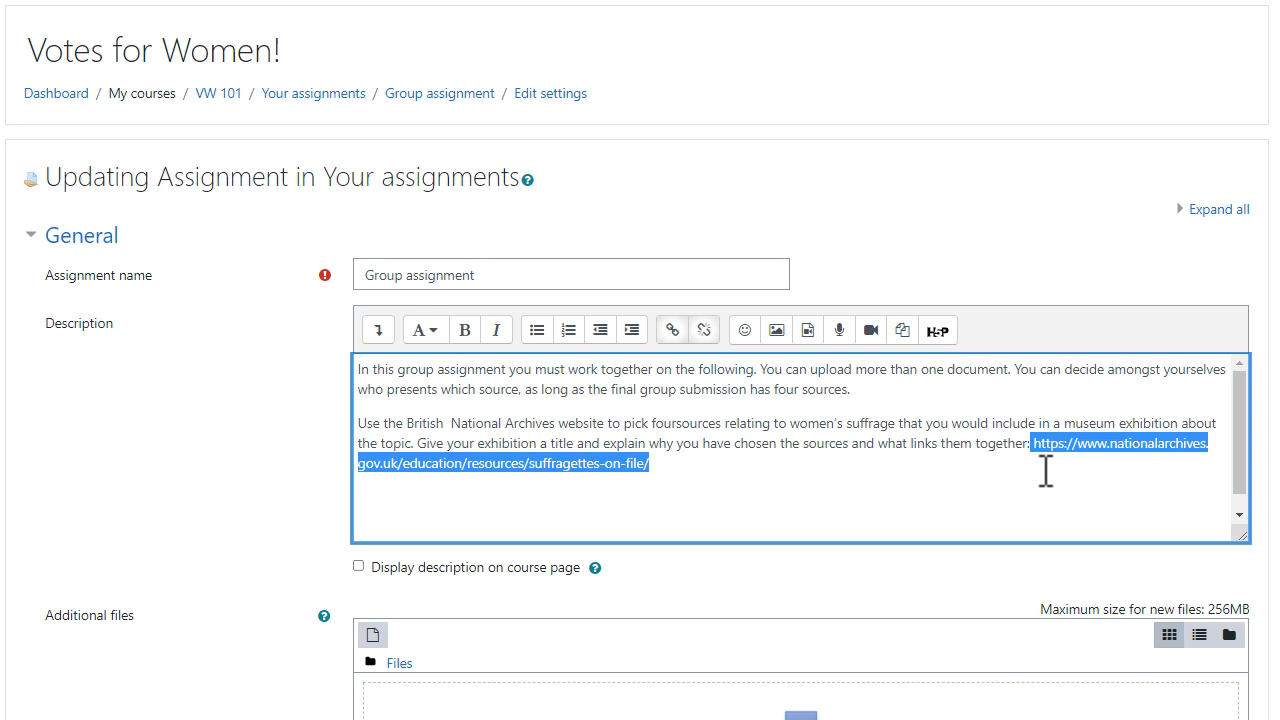 Votes for Women!
Dashboard / My courses / VW 101 / Your assignments / Group assignment / Edit settings
Updating Assignment in Your assignments
Expand all
General
Assignment name
Group assignment
Description
A B I
H5P
In this group assignment you must work together on the following. You can upload more than one document. You can decide amongst yourselves
who presents which source, as long as the final group submission has four sources.
Use the British  National Archives website to pick foursources relating to women's suffrage that you would include in a museum exhibition about
the topic. Give your exhibition a title and explain why you have chosen the sources and what links them together: https://www.nationalarchives.
gov.uk/education/resources/suffragettes-on-file/
Display description on course page
Additional files
Maximum size for new files: 256MB
Files